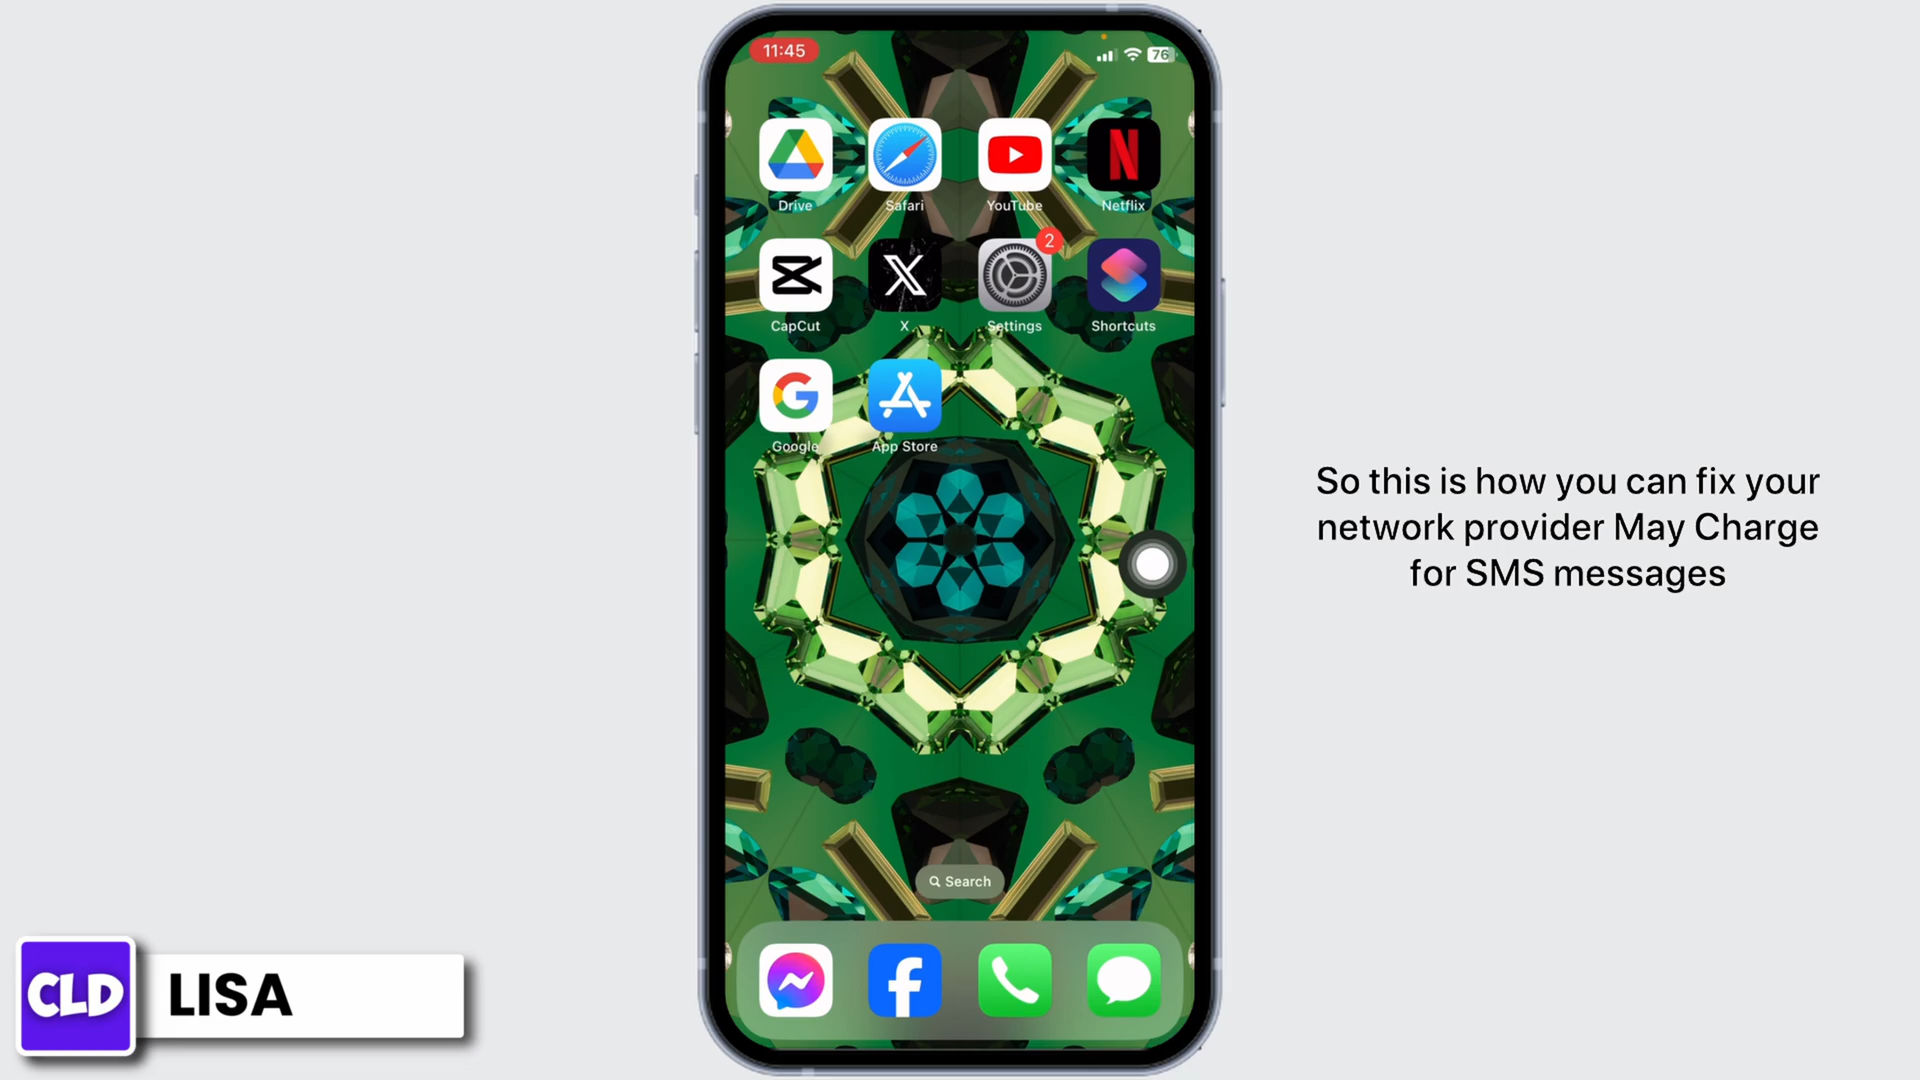 11:45
76
Drive
Safari
YouTube
Netflix
CapCut
X
2
Settings
Shortcuts
Google
App Store
So this is how you can fix your
network provider May Charge
for SMS messages
Search
CLD
LISA